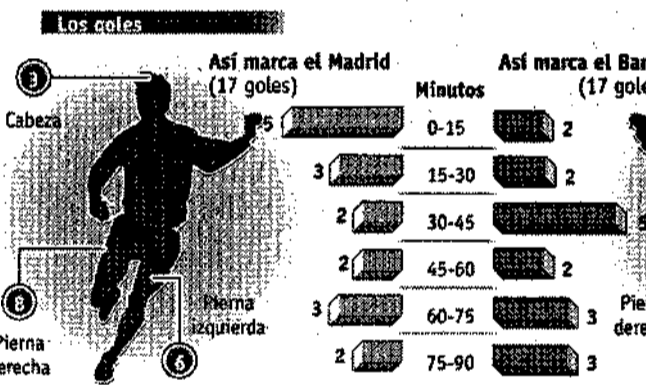 Los goles
Así marca el Madrid
(17 goles)
Así marca el Bar
(17 gole
Minutos
3
Cabeza
5 0-15 2
3 15-30 2
2 30-45 5
2 45-60 2
3 60-75 3
2 75-90 3
8
Pierna
erecha
Pierna
izquierda
6
Pie
dere